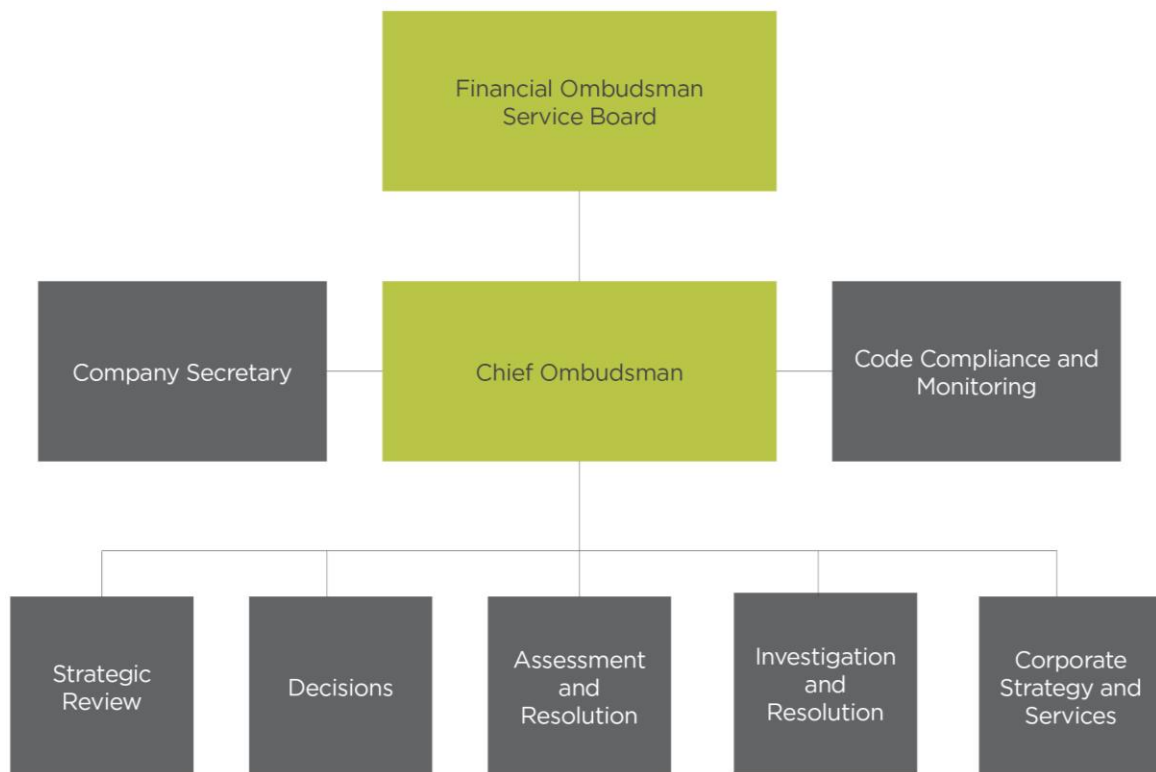 Financial Ombudsman
Service Board
Company Secretary
Chief Ombudsman
Code Compliance and
Monitoring
Strategic
Review
Decisions
Assessment
and
Resolution
Investigation
and
Resolution
Corporate
Strategy and
Services